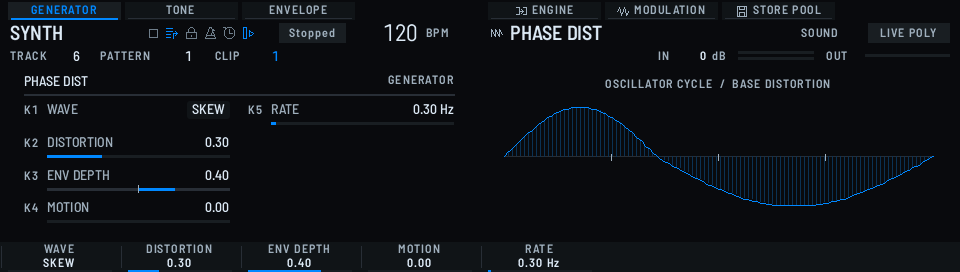 GENERATOR TONE ENVELOPE ENGINE MODULATION STORE POOL
SYNTH Stopped 120 BPM PHASE DIST SOUND LIVE POLY
TRACK 6 PATTERN 1 CLIP 1 IN 0 dB OUT
PHASE DIST GENERATOR OSCILLATOR CYCLE / BASE DISTORTION
K1 WAVE SKEW K5 RATE 0.30 Hz
K2 DISTORTION 0.30
K3 ENV DEPTH 0.40
K4 MOTION 0.00
WAVE DISTORTION ENV DEPTH MOTION RATE
SKEW 0.30 0.40 0.00 0.30 Hz